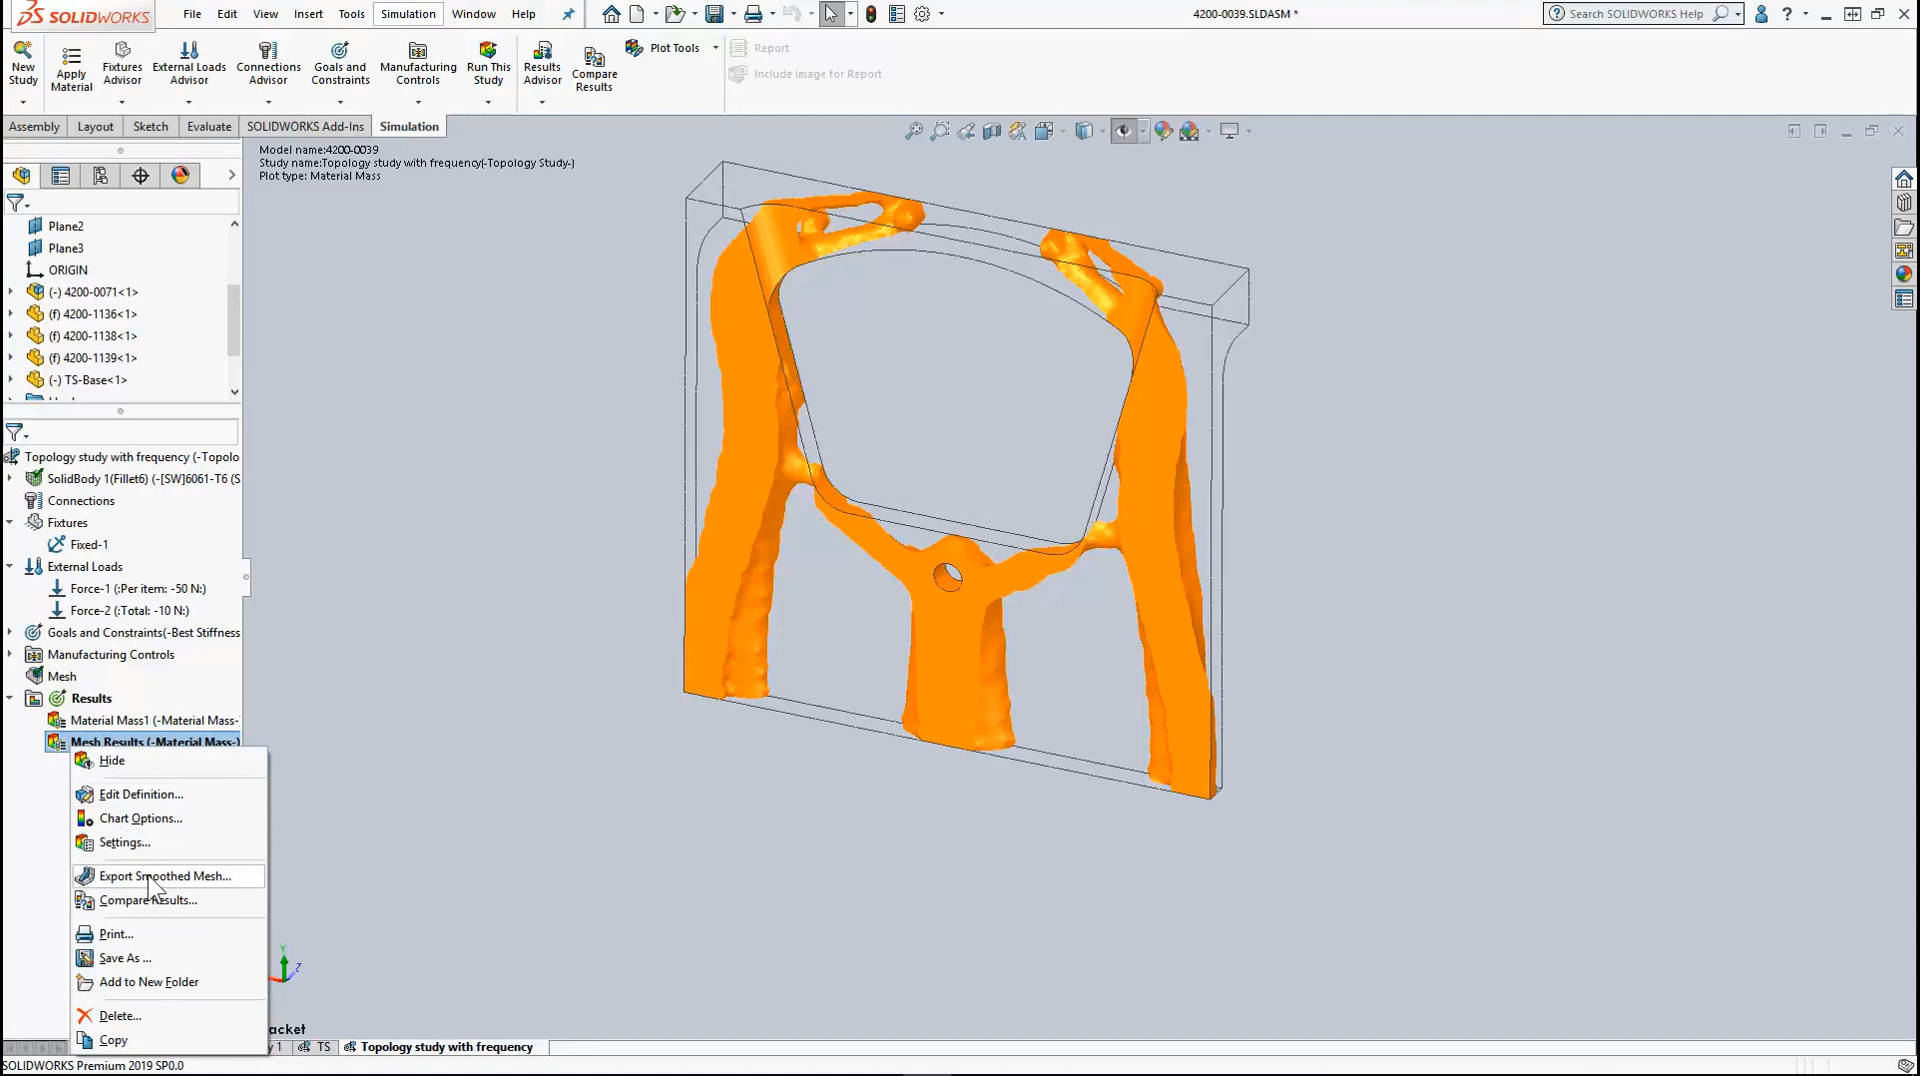 SOLIDWORKS
File Edit View Insert Tools Simulation Window Help
4200-0039.SLDASM *
Search SOLIDWORKS Help
New Study
Apply Material
Fixtures Advisor
External Loads Advisor
Connections Advisor
Goals and Constraints
Manufacturing Controls
Run This Study
Results Advisor
Compare Results
Plot Tools
Report
Include Image for Report
Assembly Layout Sketch Evaluate SOLIDWORKS Add-Ins Simulation
Model name:4200-0039
Study name:Topology study with frequency(-Topology Study-)
Plot type: Material Mass
Plane2
Plane3
ORIGIN
(-) 4200-0071<1>
(f) 4200-1136<1>
(f) 4200-1138<1>
(f) 4200-1139<1>
(-) TS-Base<1>
Topology study with frequency (-Topolo
SolidBody 1(Fillet6) (-[SW]6061-T6 (S
Connections
Fixtures
Fixed-1
External Loads
Force-1 (:Per item: -50 N:)
Force-2 (:Total: -10 N:)
Goals and Constraints(-Best Stiffness
Manufacturing Controls
Mesh
Results
Material Mass1 (-Material Mass-
Mesh Results (-Material Mass-)
Hide
Edit Definition...
Chart Options...
Settings...
Export Smoothed Mesh...
Compare Results...
Print...
Save As ...
Add to New Folder
Delete...
Copy
Y
Z
acket
1 TS Topology study with frequency
SOLIDWORKS Premium 2019 SP0.0